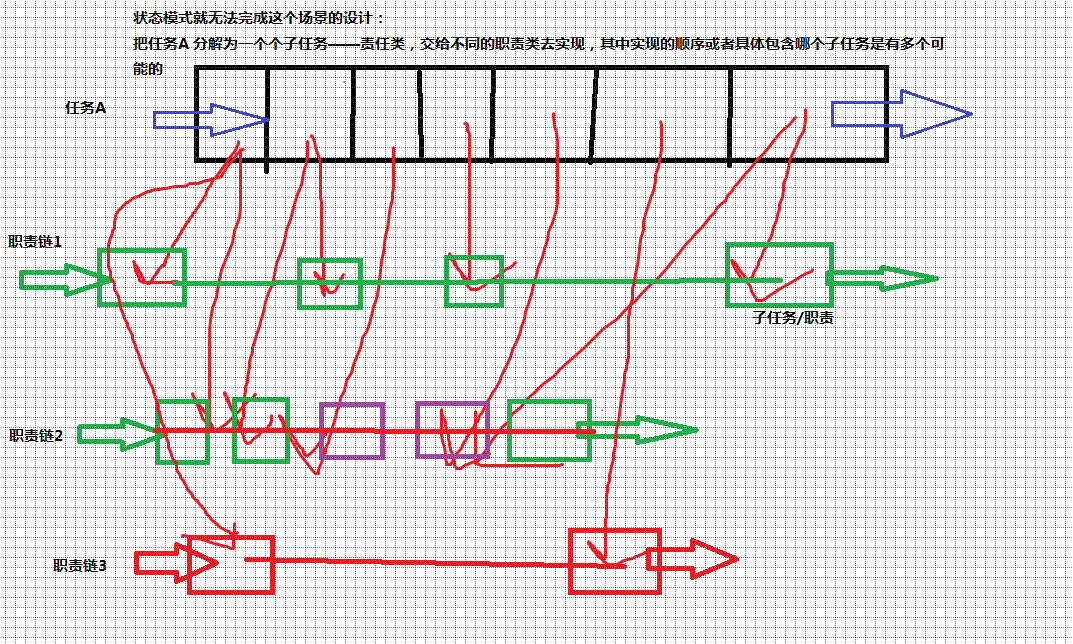 状态模式就无法完成这个场景的设计：
把任务A 分解为一个个子任务——责任类，交给不同的职责类去实现，其中实现的顺序或者具体包含哪个子任务是有多个可
能的
任务A
职责链1
子任务/职责
职责链2
职责链3